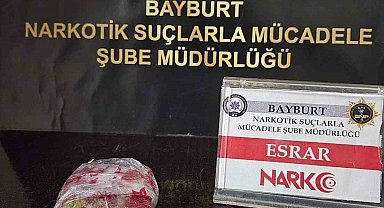 BAYBURT
NARKOTİK SUÇLARLA MÜCADELE
ŞUBE MÜDÜRLÜĞÜ
BAYBURT
NARKOTİK SUÇLARLA
MÜCADELE ŞUBE MÜDÜRLÜĞÜ
ESRAR
NARKO